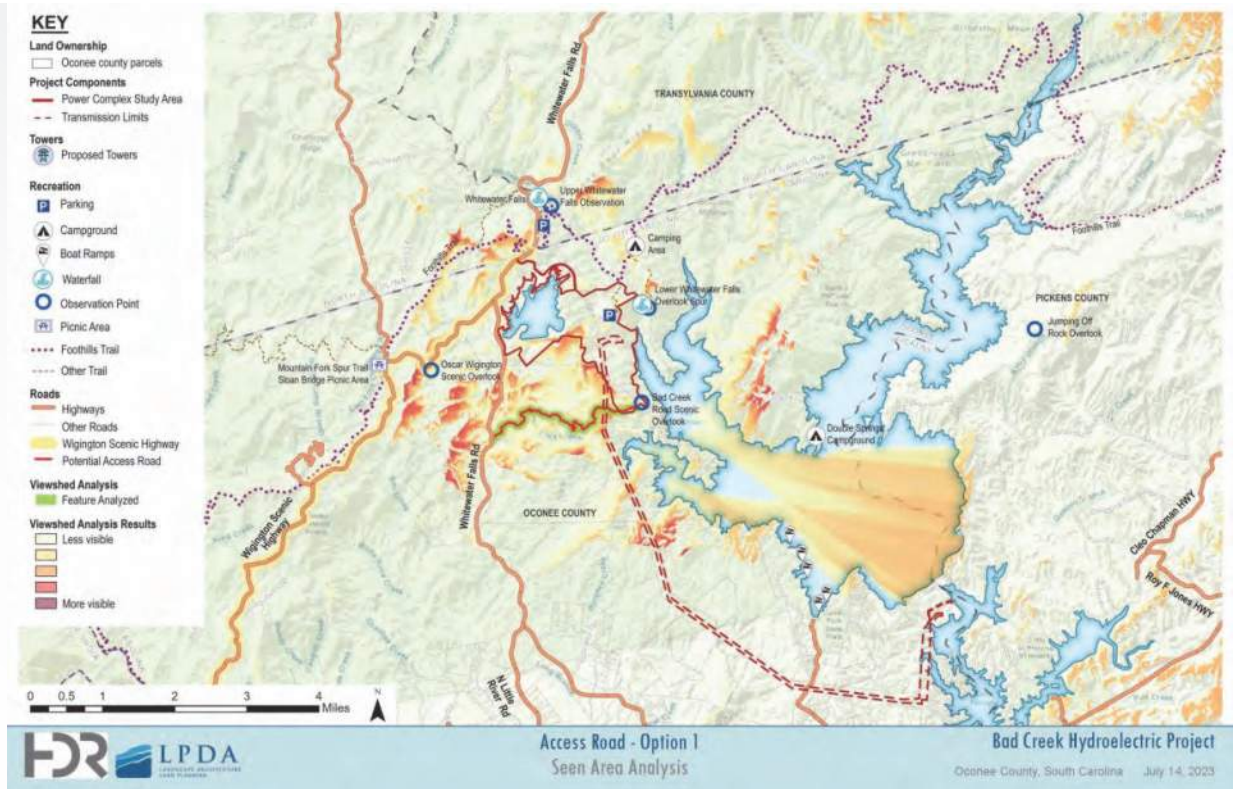 KEY
Land Ownership
Oconee county parcels
Project Components
Power Complex Study Area
Transmission Limits
Towers
Proposed Towers
Recreation
Parking
Campground
Boat Ramps
Waterfall
Observation Point
Picnic Area
Foothills Trail
Other Trail
Roads
Highways
Other Roads
Wigington Scenic Highway
Potential Access Road
Viewshed Analysis
Feature Analyzed
Viewshed Analysis Results
Less visible
More visible
0 0.5 1 2 3 4
Miles
N
Whitewater Falls Rd
TRANSYLVANIA COUNTY
Whitewater Falls
Upper Whitewater
Falls Observation
P
Foothills Trail
Camping
Area
Foothills Trail
Lower Whitewater Falls
Overlook Spur
P
PICKENS COUNTY
Jumping Off
Rock Overlook
Mountain Fork Spur Trail
Sloan Bridge Picnic Area
Oscar Wigington
Scenic Overlook
Bad Creek
Road Scenic
Overlook
Double Springs
Campground
Whitewater Falls Rd
OCONEE COUNTY
Wigington Scenic
Highway
Cleo Chapman HWY
Roy F Jones HWY
N Little
River Rd
HDR
LPDA
LANDSCAPE ARCHITECTURE
LAND PLANNING
Access Road - Option 1
Seen Area Analysis
Bad Creek Hydroelectric Project
Oconee County, South Carolina July 14, 2023